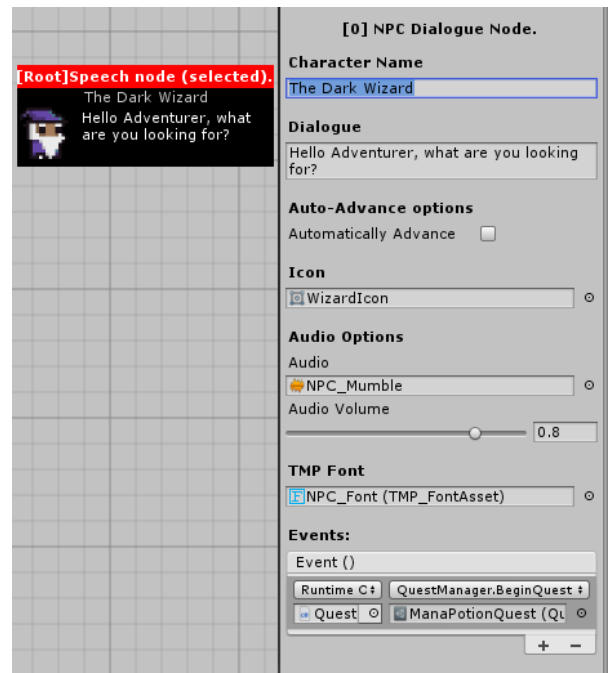 [Root]Speech node (selected).
The Dark Wizard
Hello Adventurer, what
are you looking for?
[0] NPC Dialogue Node.
Character Name
The Dark Wizard
Dialogue
Hello Adventurer, what are you looking
for?
Auto-Advance options
Automatically Advance
Icon
WizardIcon
Audio Options
Audio
NPC_Mumble
Audio Volume
0.8
TMP Font
F NPC_Font (TMP_FontAsset)
Events:
Event ()
Runtime C QuestManager.BeginQuest
Quest ManaPotionQuest (Qu
+ -